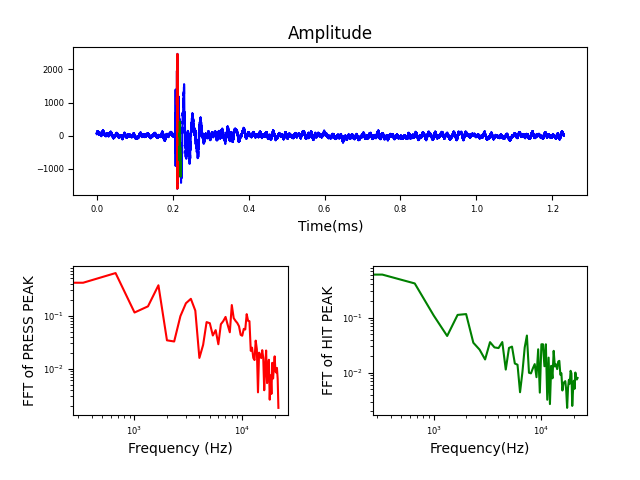 Amplitude
2000
1000
0
−1000
0.0 0.2 0.4 0.6 0.8 1.0 1.2
Time(ms)
FFT of PRESS PEAK
10⁻¹
10⁻²
10³ 10⁴
Frequency (Hz)
FFT of HIT PEAK
10⁻¹
10⁻²
10³ 10⁴
Frequency(Hz)